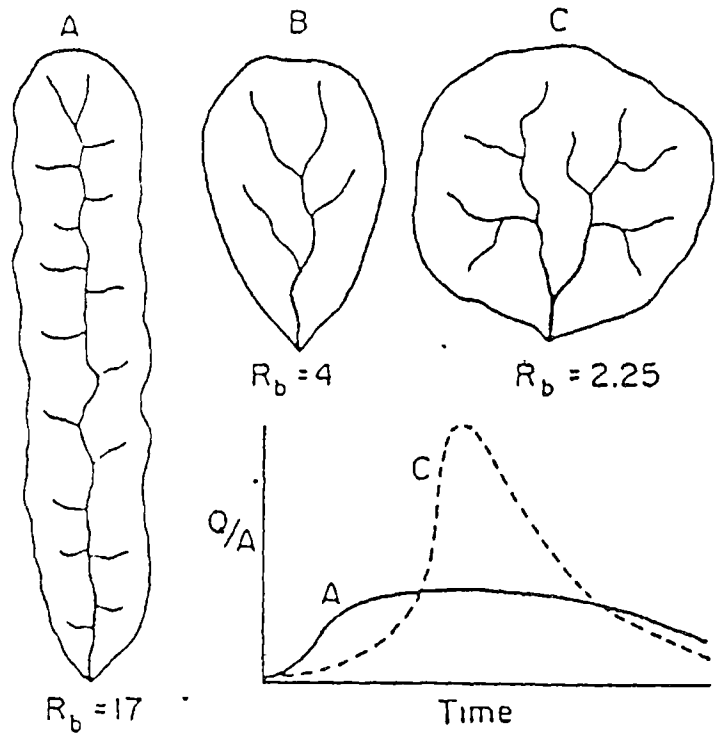 A
B
C
R_b = 4
R_b = 2.25
C
Q/A
A
R_b = 17
Time